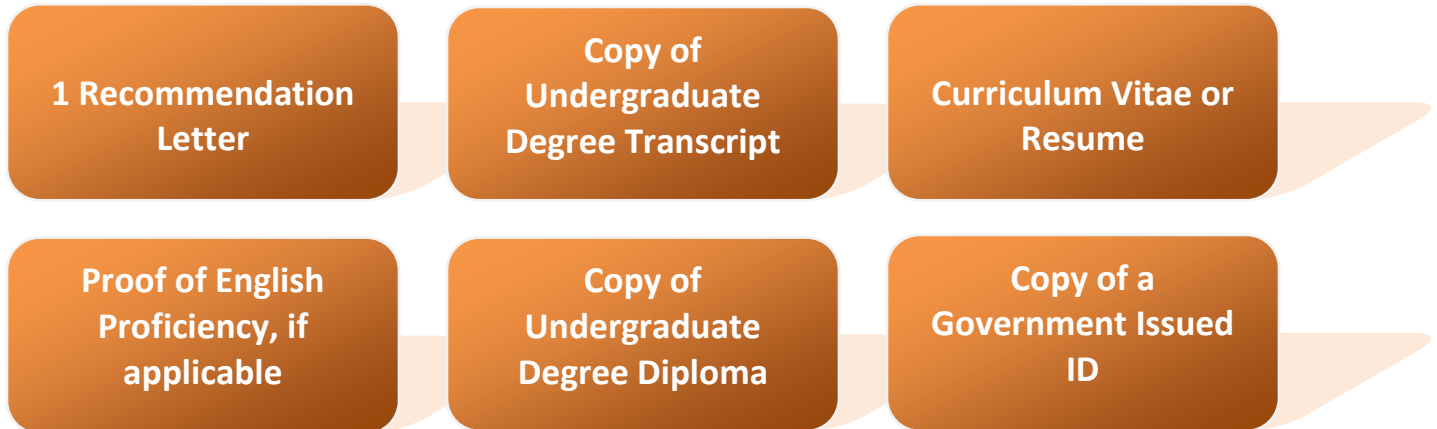 1 Recommendation
Letter
Copy of
Undergraduate
Degree Transcript
Curriculum Vitae or
Resume
Proof of English
Proficiency, if
applicable
Copy of
Undergraduate
Degree Diploma
Copy of a
Government Issued
ID